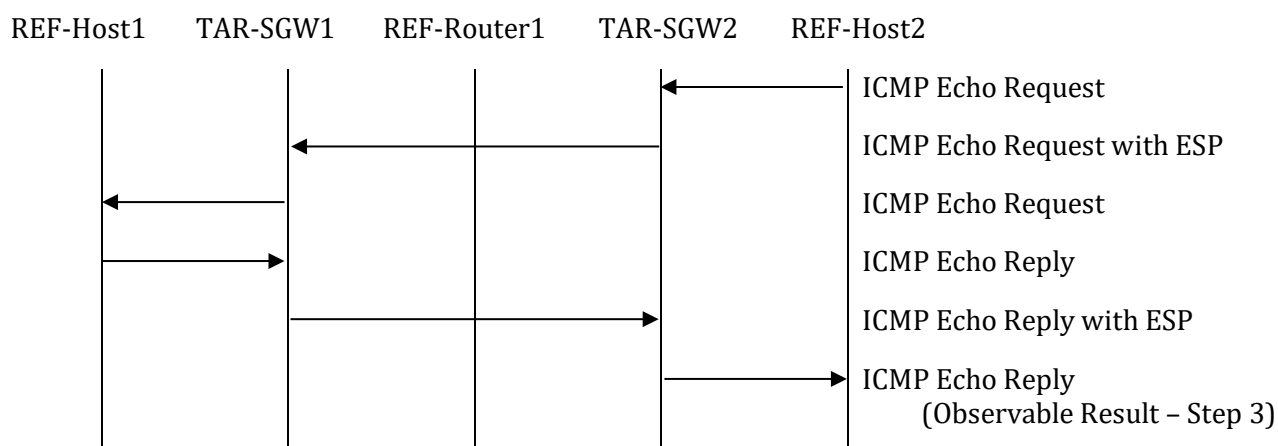 REF-Host1 TAR-SGW1 REF-Router1 TAR-SGW2 REF-Host2
ICMP Echo Request
ICMP Echo Request with ESP
ICMP Echo Request
ICMP Echo Reply
ICMP Echo Reply with ESP
ICMP Echo Reply
(Observable Result – Step 3)